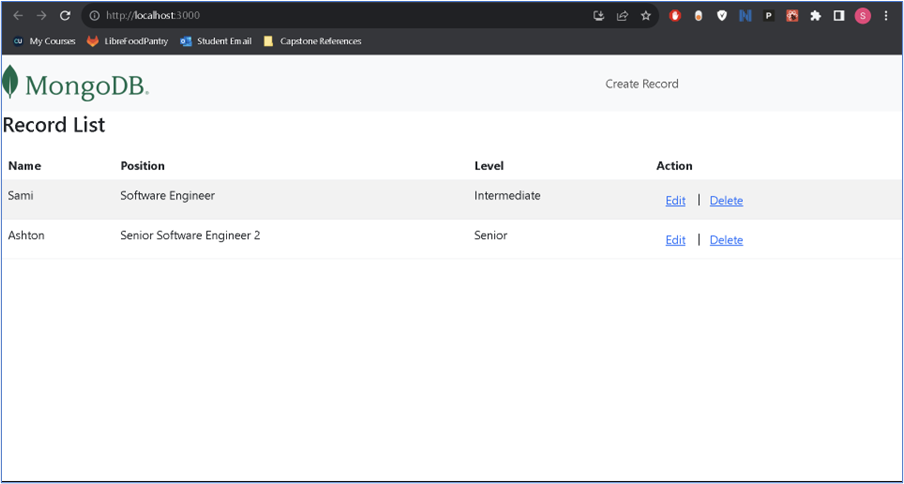 http://localhost:3000
CU My Courses LibreFoodPantry Student Email Capstone References
MongoDB.
Create Record
Record List
Name Position Level Action
Sami Software Engineer Intermediate Edit | Delete
Ashton Senior Software Engineer 2 Senior Edit | Delete
N
P
S